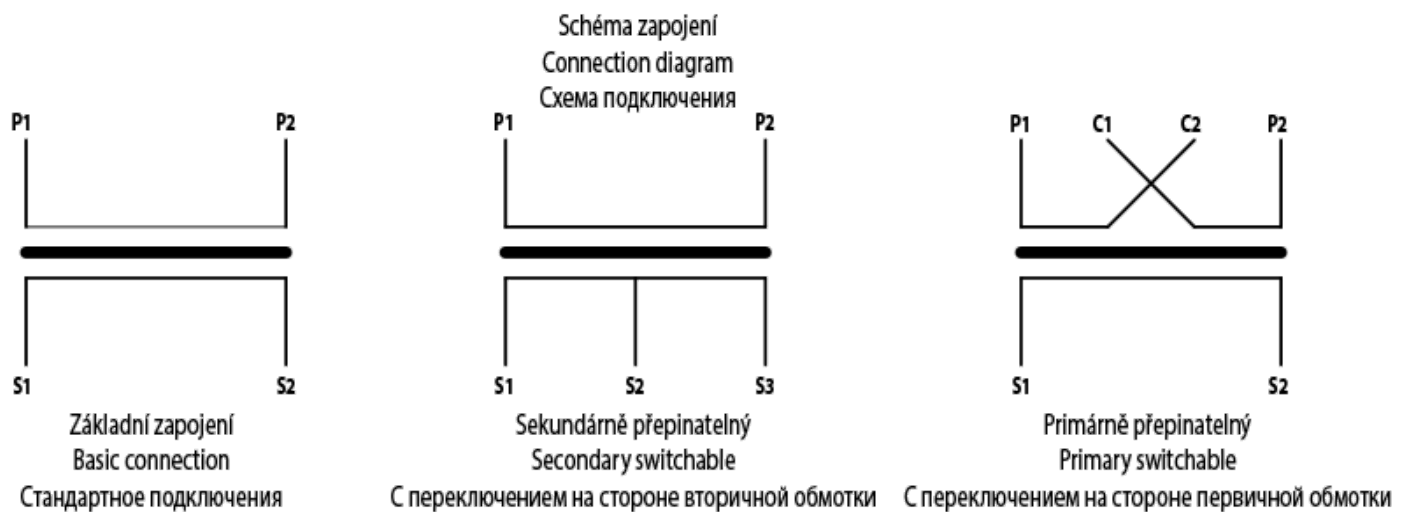 Schéma zapojení
Connection diagram
Схема подключения
P1 P2
P1 P2
P1 C1 C2 P2
S1 S2
S1 S2 S3
S1 S2
Základní zapojení
Basic connection
Стандартное подключения
Sekundárně přepinatelný
Secondary switchable
С переключением на стороне вторичной обмотки
Primárně přepinatelný
Primary switchable
С переключением на стороне первичной обмотки